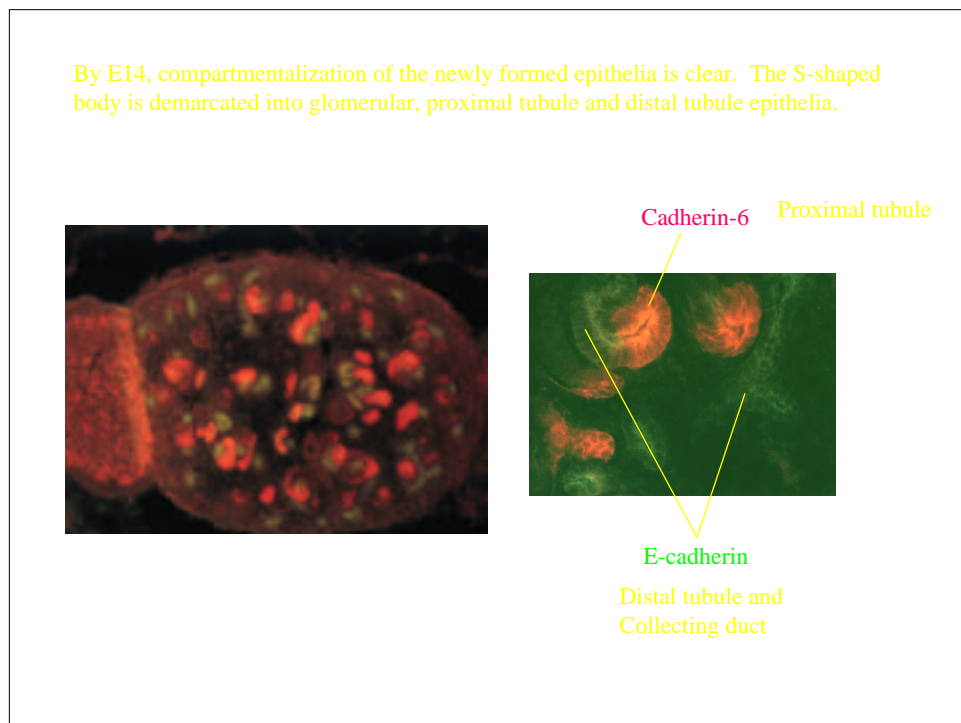 By E14, compartmentalization of the newly formed epithelia is clear.  The S-shaped
body is demarcated into glomerular, proximal tubule and distal tubule epithelia.
Cadherin-6
Proximal tubule
E-cadherin
Distal tubule and
Collecting duct